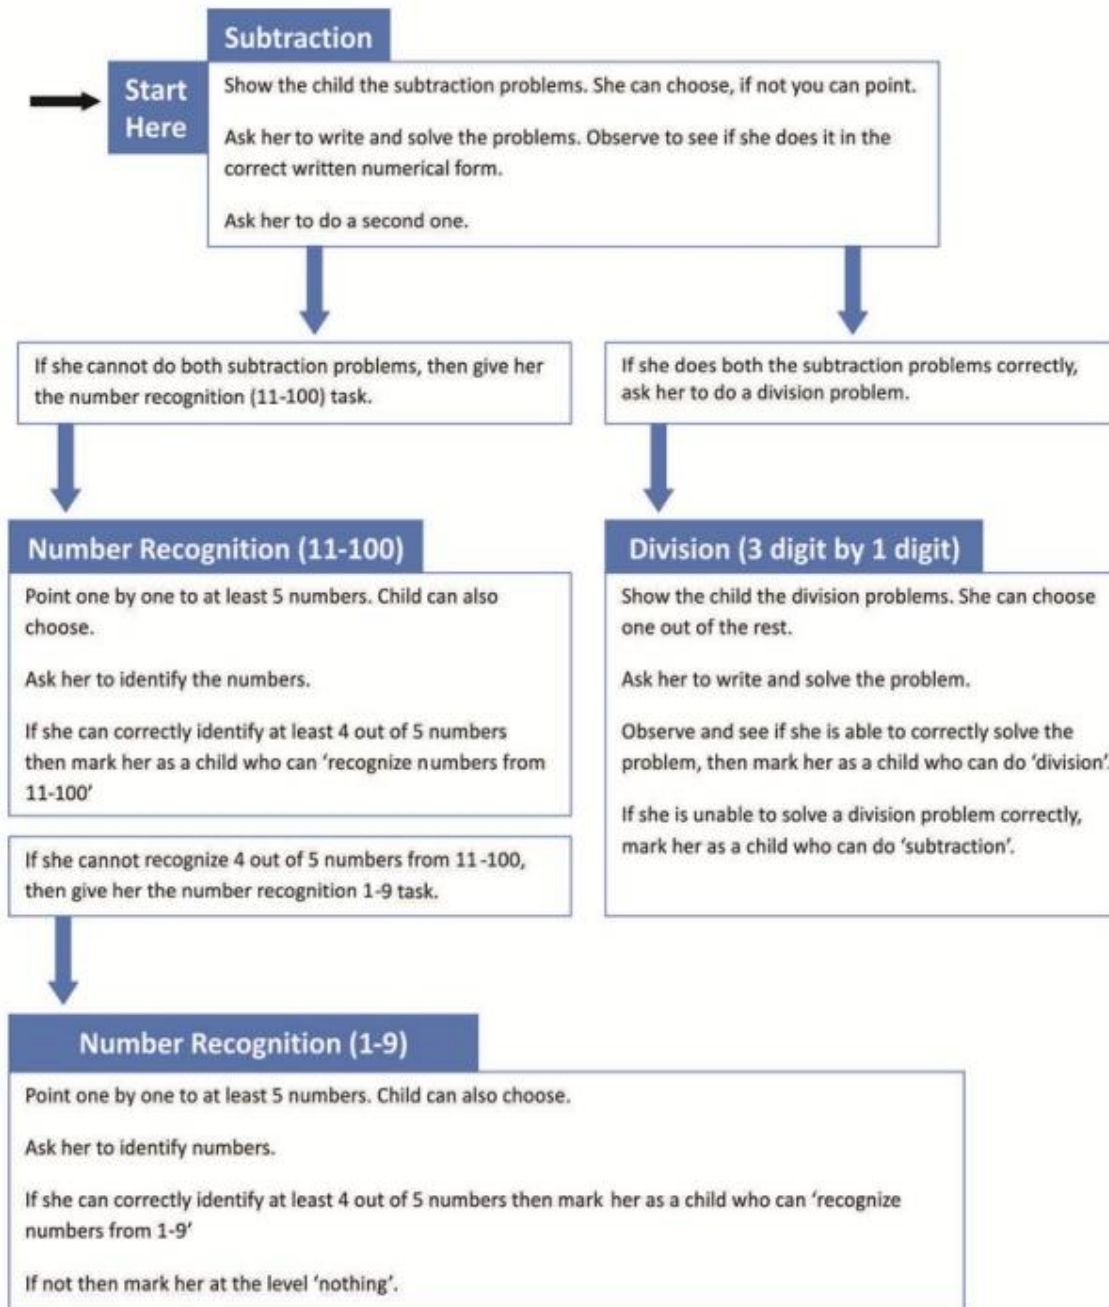 Subtraction
Start
Here
Show the child the subtraction problems. She can choose, if not you can point.
Ask her to write and solve the problems. Observe to see if she does it in the
correct written numerical form.
Ask her to do a second one.
If she cannot do both subtraction problems, then give her
the number recognition (11-100) task.
If she does both the subtraction problems correctly,
ask her to do a division problem.
Number Recognition (11-100)
Point one by one to at least 5 numbers. Child can also
choose.
Ask her to identify the numbers.
If she can correctly identify at least 4 out of 5 numbers
then mark her as a child who can ‘recognize numbers from
11-100’
If she cannot recognize 4 out of 5 numbers from 11-100,
then give her the number recognition 1-9 task.
Division (3 digit by 1 digit)
Show the child the division problems. She can choose
one out of the rest.
Ask her to write and solve the problem.
Observe and see if she is able to correctly solve the
problem, then mark her as a child who can do ‘division’.
If she is unable to solve a division problem correctly,
mark her as a child who can do ‘subtraction’.
Number Recognition (1-9)
Point one by one to at least 5 numbers. Child can also choose.
Ask her to identify numbers.
If she can correctly identify at least 4 out of 5 numbers then mark her as a child who can ‘recognize
numbers from 1-9’
If not then mark her at the level ‘nothing’.